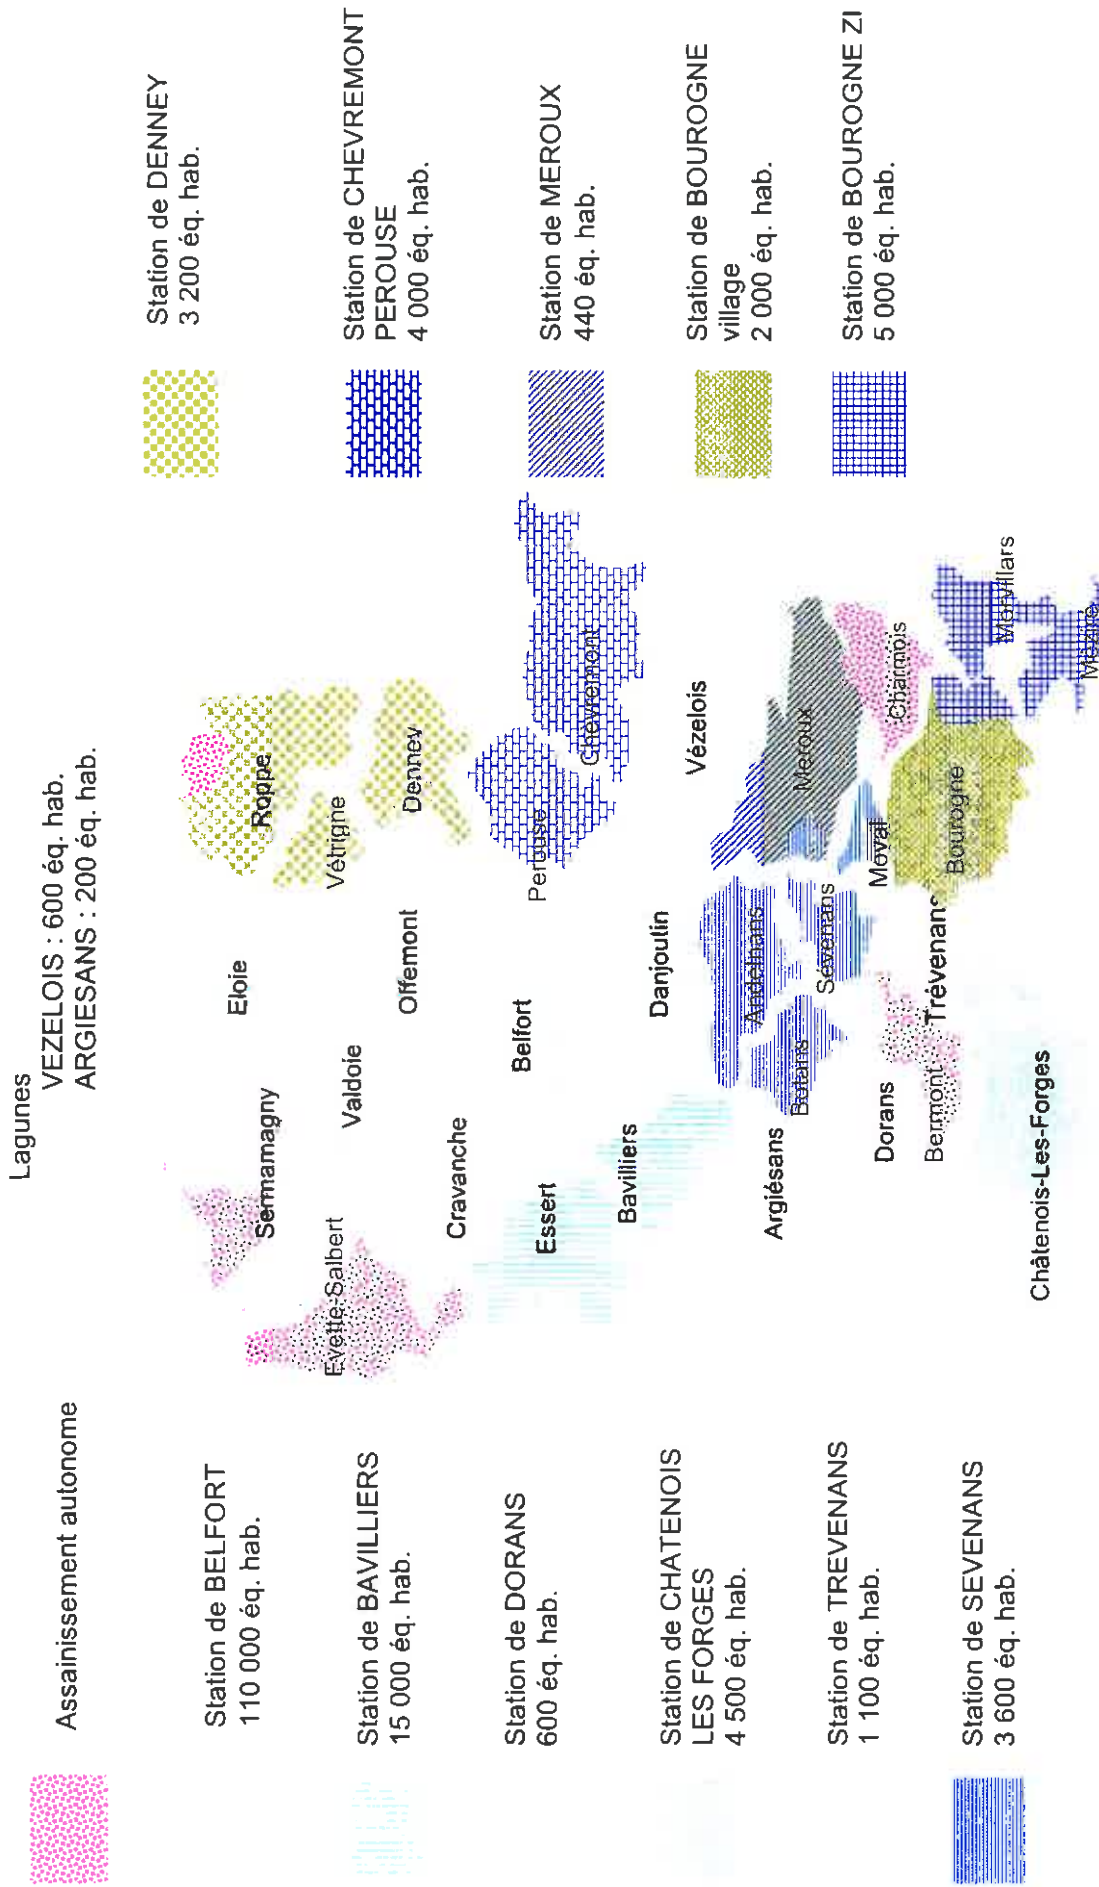 Lagunes
VEZELOIS : 600 éq. hab.
ARGIESANS : 200 éq. hab.
Assainissement autonome
Station de BELFORT
110 000 éq. hab.
Station de BAVILLIERS
15 000 éq. hab.
Station de DORANS
600 éq. hab.
Station de CHATENOIS
LES FORGES
4 500 éq. hab.
Station de TREVENANS
1 100 éq. hab.
Station de SEVENANS
3 600 éq. hab.
Eloie
Roppe
Sermamagny
Vétrigne
Valdoie
Evette-Salbert
Offemont
Denney
Cravanche
Belfort
Perouse
Essert
Chèvremont
Bavilliers
Danjoutin
Vézelois
Andelnans
Meroux
Botans
Argiésans
Sévenans
Moval
Charmois
Dorans
Bermont
Trévenans
Bourogne
Morvillars
Châtenois-Les-Forges
Méziré
Station de DENNEY
3 200 éq. hab.
Station de CHEVREMONT
PEROUSE
4 000 éq. hab.
Station de MEROUX
440 éq. hab.
Station de BOUROGNE
village
2 000 éq. hab.
Station de BOUROGNE ZI
5 000 éq. hab.